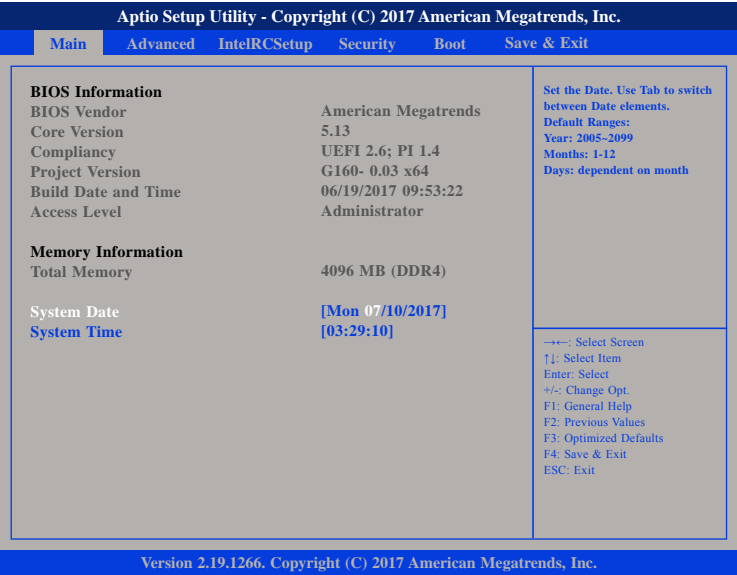 Aptio Setup Utility - Copyright (C) 2017 American Megatrends, Inc.
Main Advanced IntelRCSetup Security Boot Save & Exit
BIOS Information
BIOS Vendor American Megatrends
Core Version 5.13
Compliancy UEFI 2.6; PI 1.4
Project Version G160- 0.03 x64
Build Date and Time 06/19/2017 09:53:22
Access Level Administrator
Memory Information
Total Memory 4096 MB (DDR4)
System Date [Mon 07/10/2017]
System Time [03:29:10]
Set the Date. Use Tab to switch
between Date elements.
Default Ranges:
Year: 2005~2099
Months: 1-12
Days: dependent on month
→←: Select Screen
↑↓: Select Item
Enter: Select
+/-: Change Opt.
F1: General Help
F2: Previous Values
F3: Optimized Defaults
F4: Save & Exit
ESC: Exit
Version 2.19.1266. Copyright (C) 2017 American Megatrends, Inc.